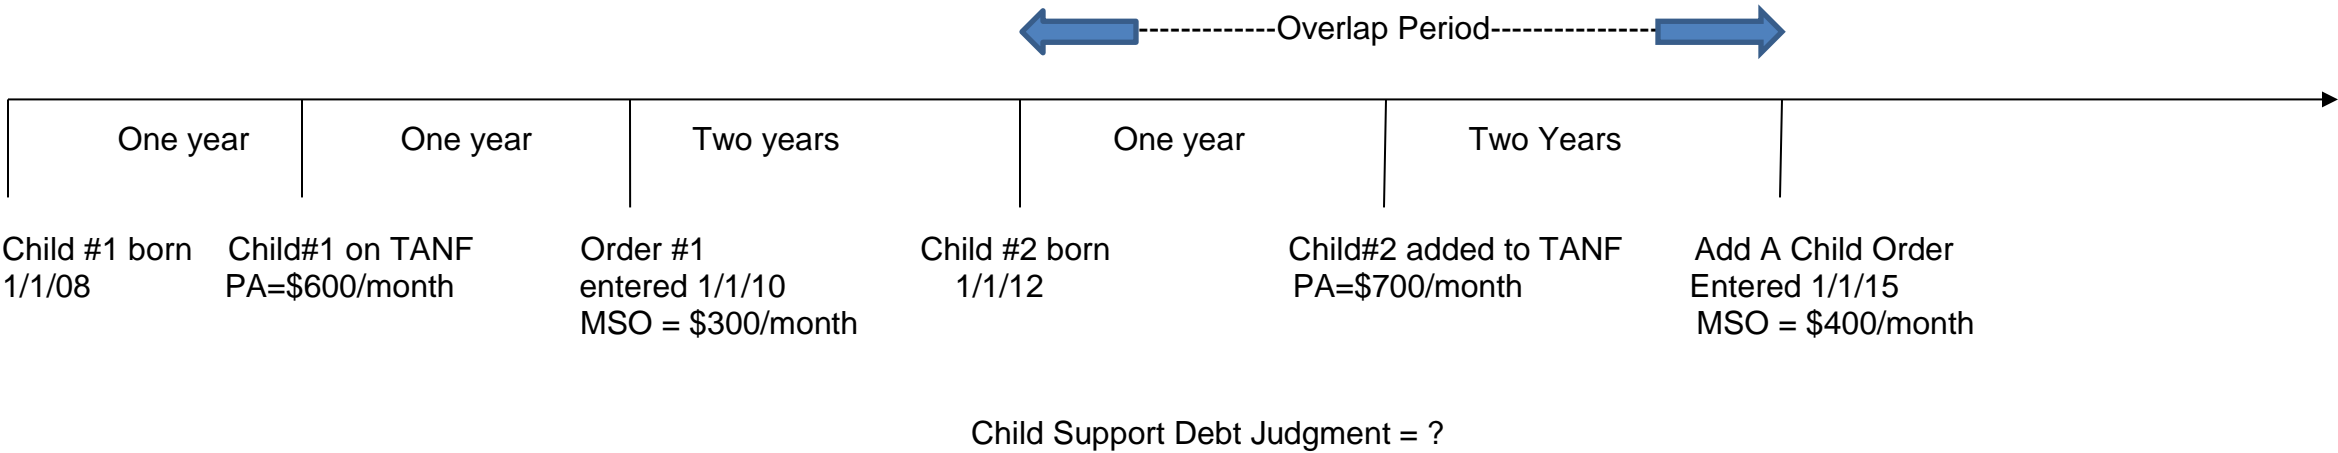 ------------Overlap Period---------------
One year One year Two years One year Two Years
Child #1 born Child#1 on TANF Order #1 Child #2 born Child#2 added to TANF Add A Child Order
1/1/08 PA=$600/month entered 1/1/10 1/1/12 PA=$700/month Entered 1/1/15
MSO = $300/month MSO = $400/month
Child Support Debt Judgment = ?